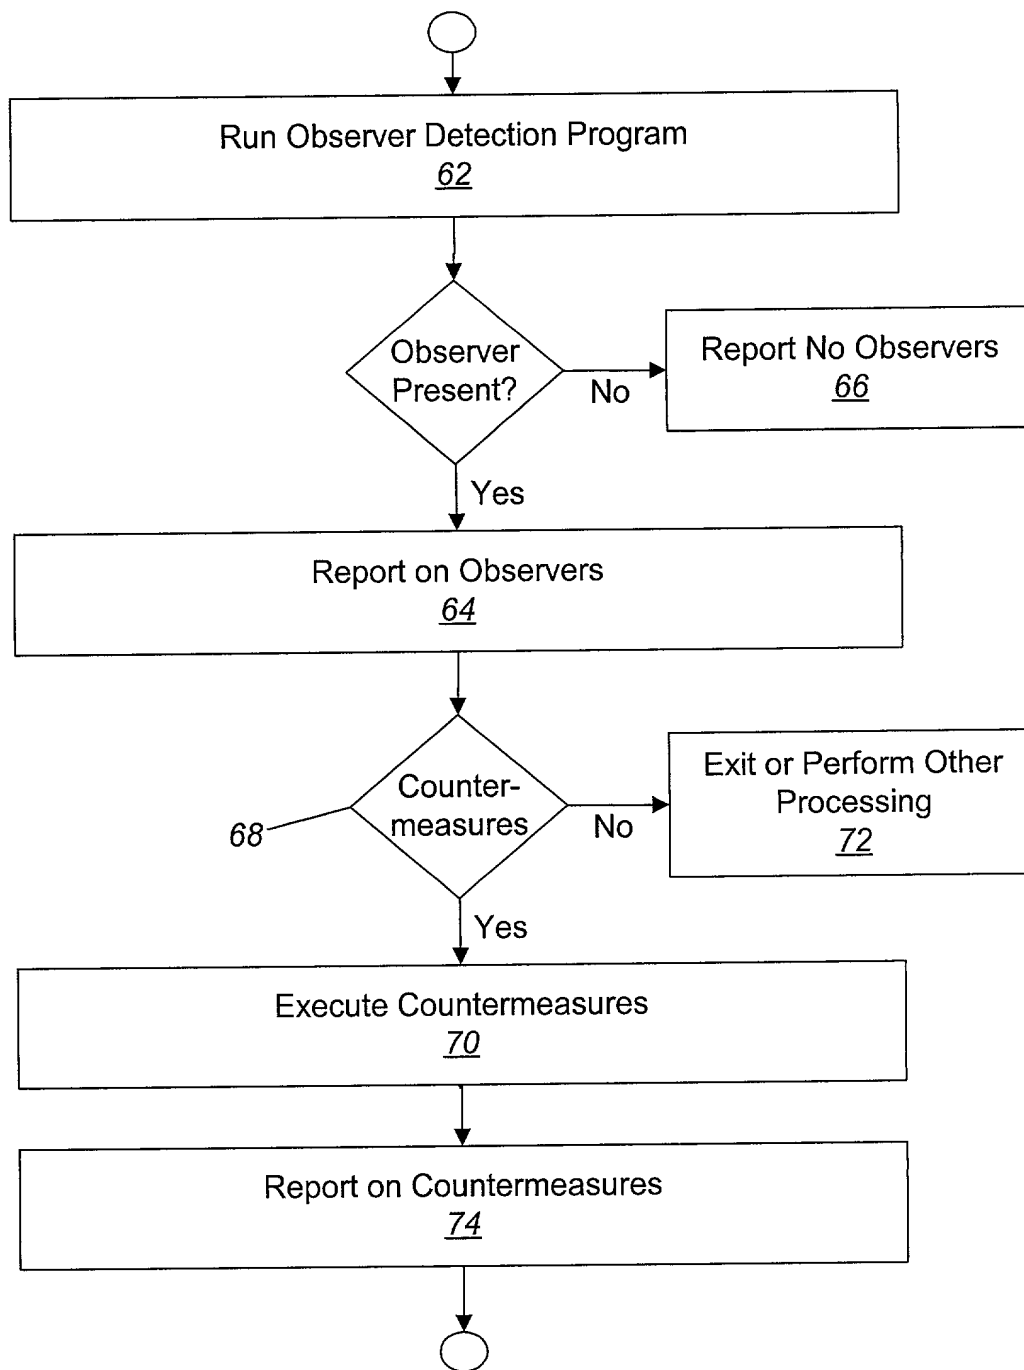 Run Observer Detection Program
62
Observer
Present?
No
Report No Observers
66
Yes
Report on Observers
64
Counter-
measures
68
No
Exit or Perform Other
Processing
72
Yes
Execute Countermeasures
70
Report on Countermeasures
74